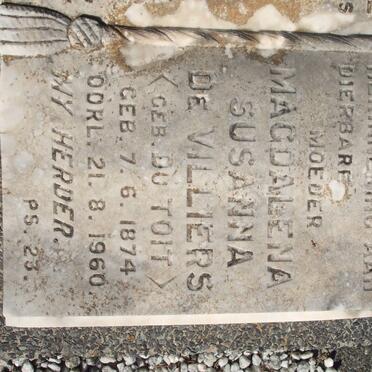 DIERBARE
MOEDER
MAGDALENA
SUSANNA
DE VILLIERS
(GEB. DU TOIT)
GEB. 7. 6. 1874
OORL. 21. 8. 1960
MY HERDER.
PS. 23.